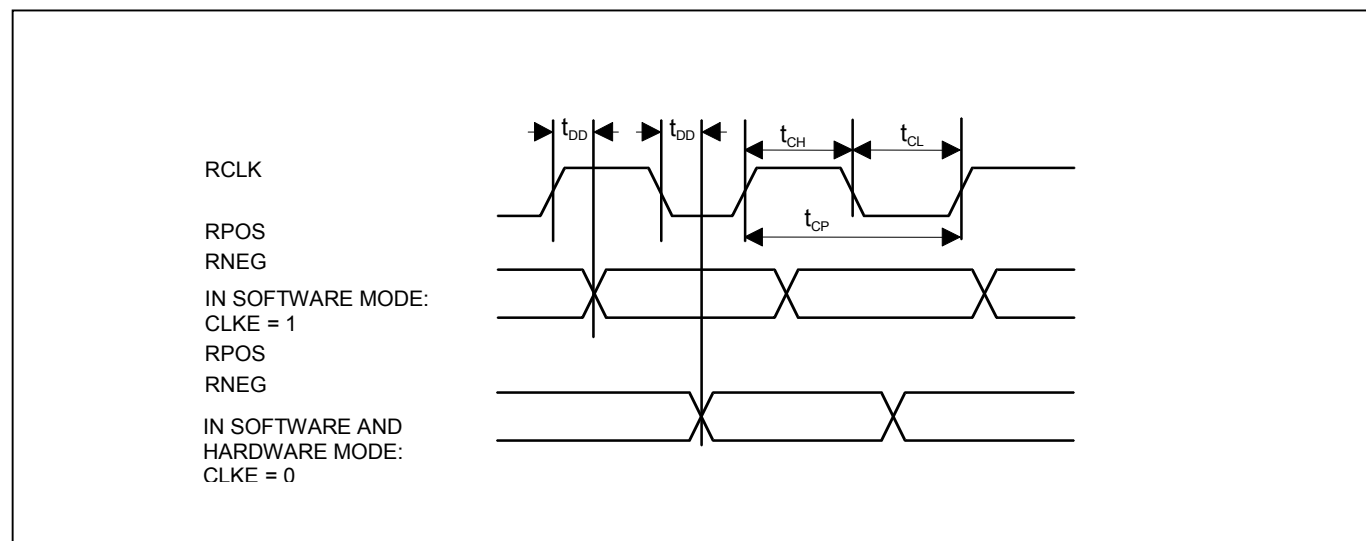 tDD tDD tCH tCL
RCLK
tCP
RPOS
RNEG
IN SOFTWARE MODE:
CLKE = 1
RPOS
RNEG
IN SOFTWARE AND
HARDWARE MODE:
CLKE = 0